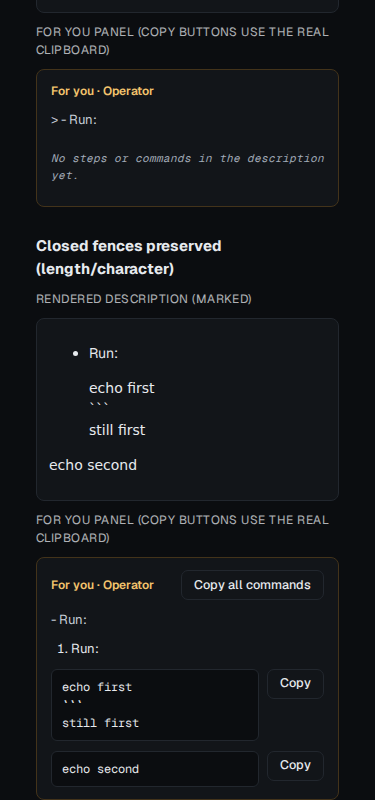 FOR YOU PANEL (COPY BUTTONS USE THE REAL
CLIPBOARD)
For you · Operator
> - Run:
No steps or commands in the description
yet.
Closed fences preserved
(length/character)
RENDERED DESCRIPTION (MARKED)
• Run:
echo first
```
still first
echo second
FOR YOU PANEL (COPY BUTTONS USE THE REAL
CLIPBOARD)
For you · Operator
Copy all commands
- Run:
1. Run:
echo first
```
still first
Copy
echo second
Copy